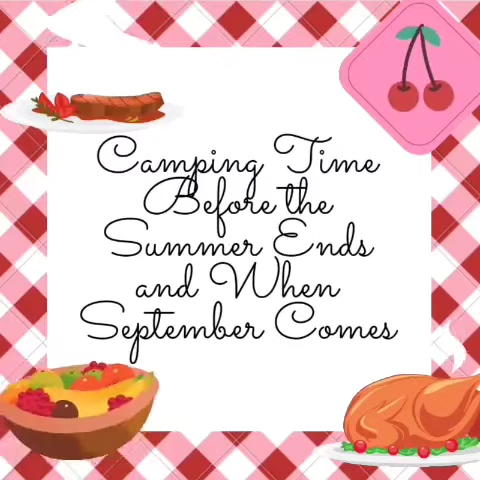 Camping Time
Before the
Summer Ends
and When
September Comes